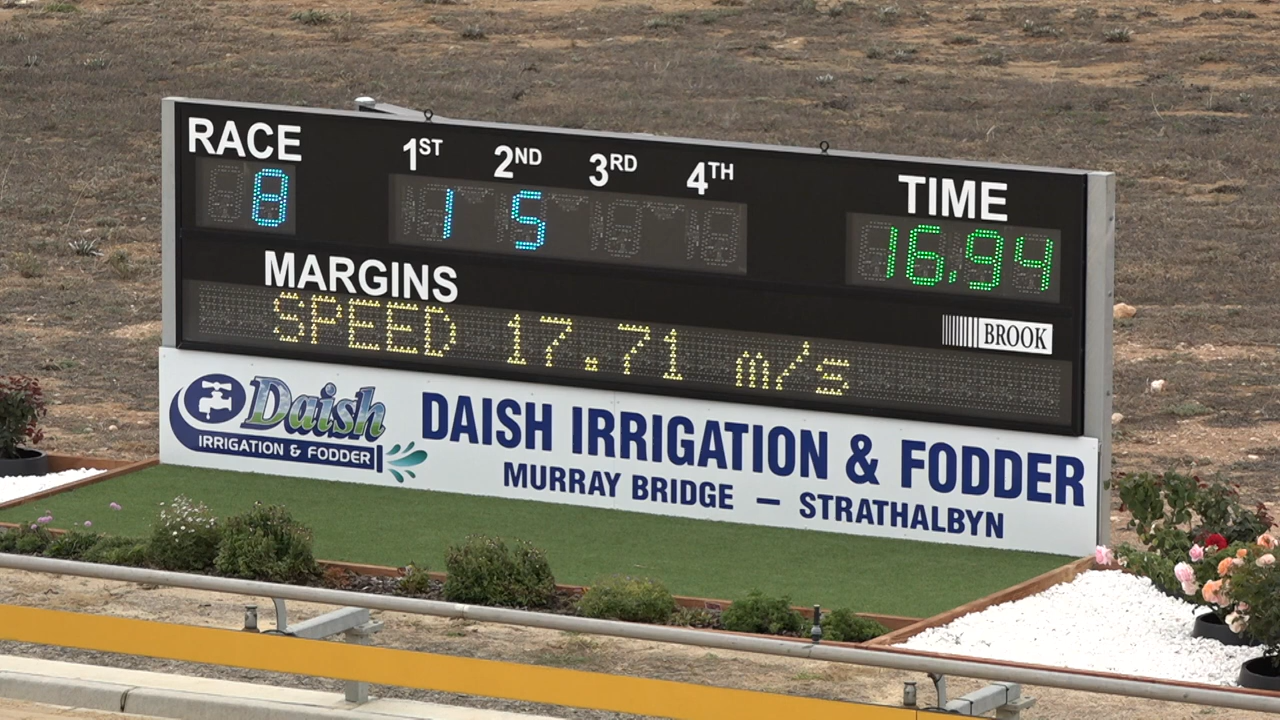 RACE 1ST 2ND 3RD 4TH TIME
8 1 5 16.94
MARGINS
BROOK
SPEED 17.71 m/s
Daish
IRRIGATION & FODDER
DAISH IRRIGATION & FODDER
MURRAY BRIDGE – STRATHALBYN